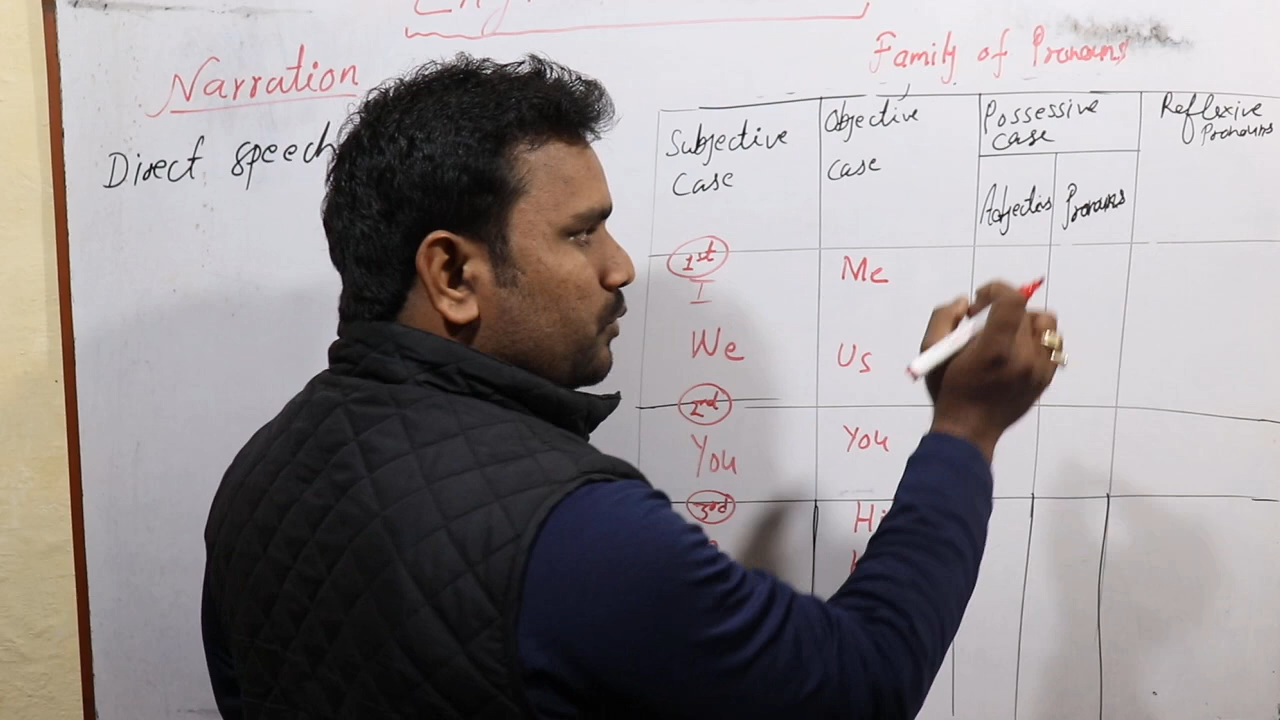 Narration
Direct speech
Family of Pronouns
Subjective Case
Objective case
Possessive case
Reflexive Pronouns
Adjectives
Pronouns
1st
I
Me
We
Us
2nd
You
You
3rd